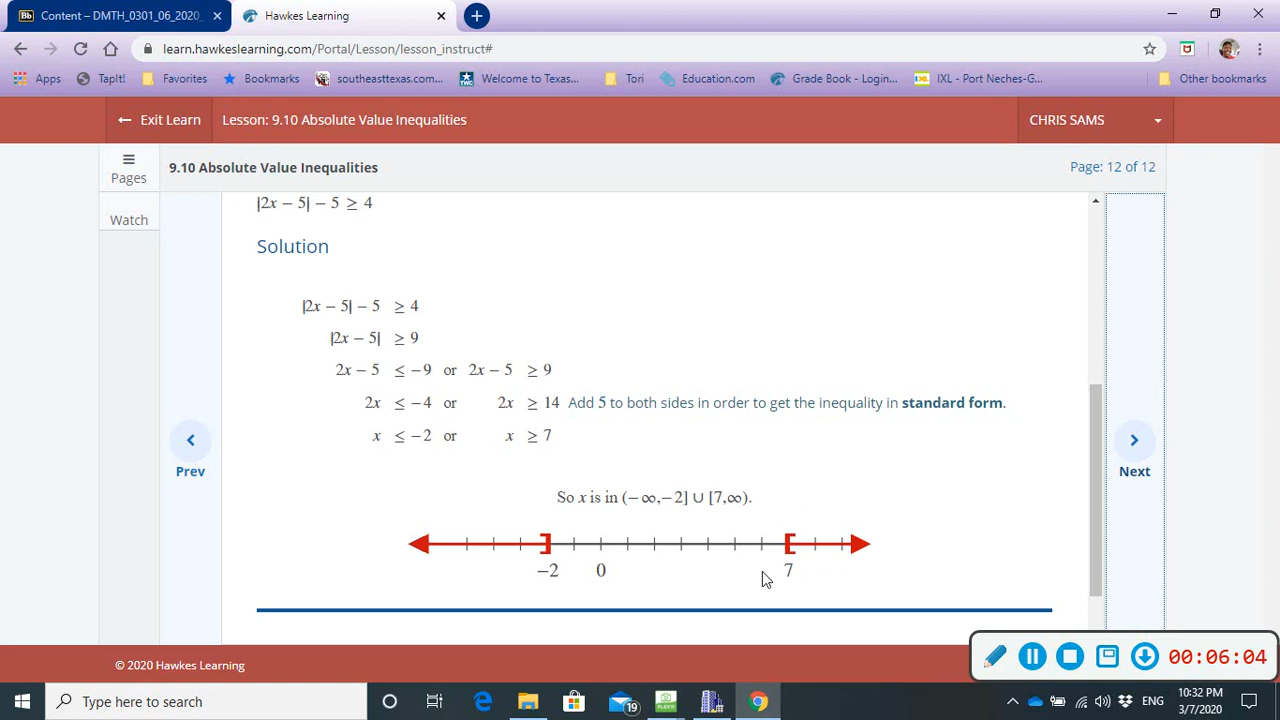 Content – DMTH_0301_06_2020_
Hawkes Learning
learn.hawkeslearning.com/Portal/Lesson/lesson_instruct#
Apps TapIt! Favorites Bookmarks southeasttexas.com... Welcome to Texas... Tori Education.com Grade Book - Login... IXL - Port Neches-G... Other bookmarks
← Exit Learn Lesson: 9.10 Absolute Value Inequalities CHRIS SAMS
Pages
9.10 Absolute Value Inequalities Page: 12 of 12
Watch
|2x − 5| − 5 ≥ 4
Solution
|2x − 5| − 5 ≥ 4
|2x − 5| ≥ 9
2x − 5 ≤ −9 or 2x − 5 ≥ 9
2x ≤ −4 or 2x ≥ 14 Add 5 to both sides in order to get the inequality in standard form.
x ≤ −2 or x ≥ 7
Prev
Next
So x is in (− ∞,− 2] ∪ [7,∞).
−2 0 7
© 2020 Hawkes Learning
00:06:04
Type here to search
19
ENG
10:32 PM
3/7/2020